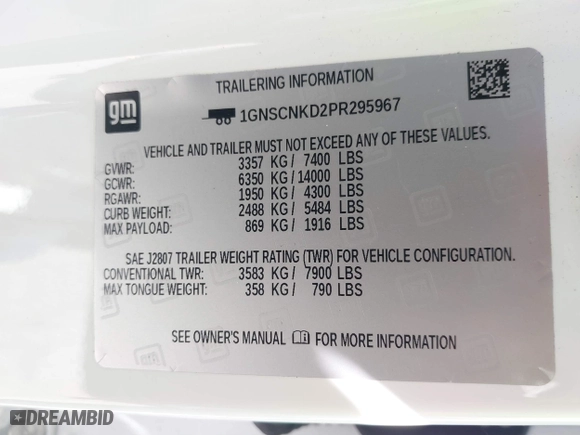 TRAILERING INFORMATION
gm
1GNSCNKD2PR295967
VEHICLE AND TRAILER MUST NOT EXCEED ANY OF THESE VALUES.
GVWR: 3357 KG/ 7400 LBS
GCWR: 6350 KG/14000 LBS
RGAWR: 1950 KG/ 4300 LBS
CURB WEIGHT: 2488 KG/ 5484 LBS
MAX PAYLOAD: 869 KG/ 1916 LBS
SAE J2807 TRAILER WEIGHT RATING (TWR) FOR VEHICLE CONFIGURATION.
CONVENTIONAL TWR: 3583 KG/ 7900 LBS
MAX TONGUE WEIGHT: 358 KG/ 790 LBS
SEE OWNER'S MANUAL FOR MORE INFORMATION
DREAMBID